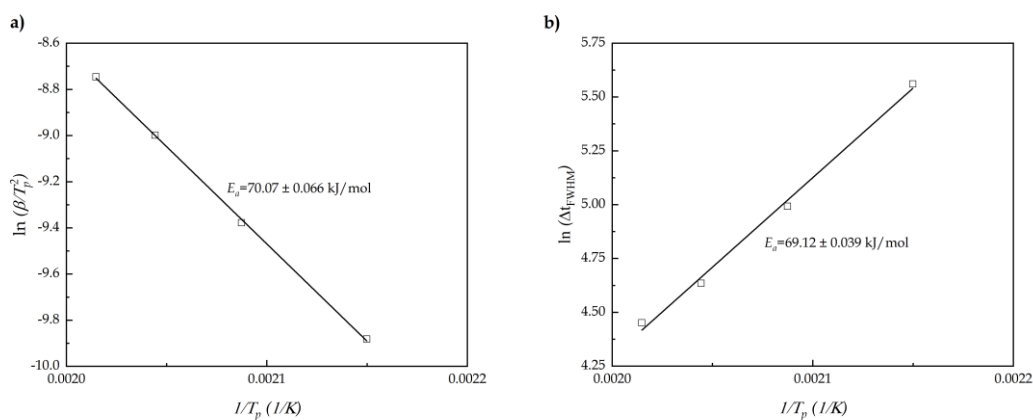 a)
-8.6
-8.8
-9.0
-9.2
-9.4
-9.6
-9.8
-10.0
ln (β/T_p^2)
E_a=70.07 ± 0.066 kJ/mol
0.0020
0.0021
0.0022
1/T_p (1/K)
b)
5.75
5.50
5.25
5.00
4.75
4.50
4.25
ln (Δt_FWHM)
E_a=69.12 ± 0.039 kJ/mol
0.0020
0.0021
0.0022
1/T_p (1/K)